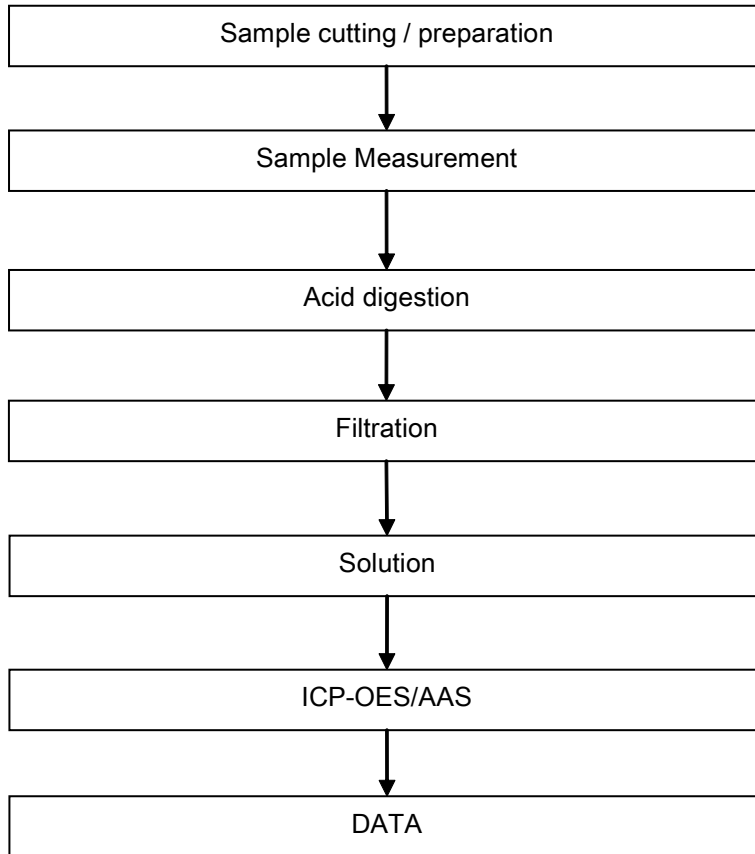 Sample cutting / preparation
Sample Measurement
Acid digestion
Filtration
Solution
ICP-OES/AAS
DATA